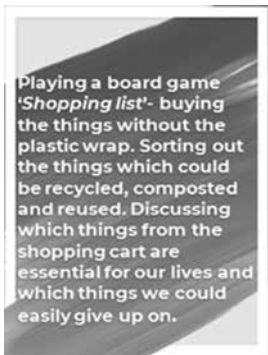 Playing a board game
‘Shopping list’- buying
the things without the
plastic wrap. Sorting out
the things which could
be recycled, composted
and reused. Discussing
which things from the
shopping cart are
essential for our lives and
which things we could
easily give up on.